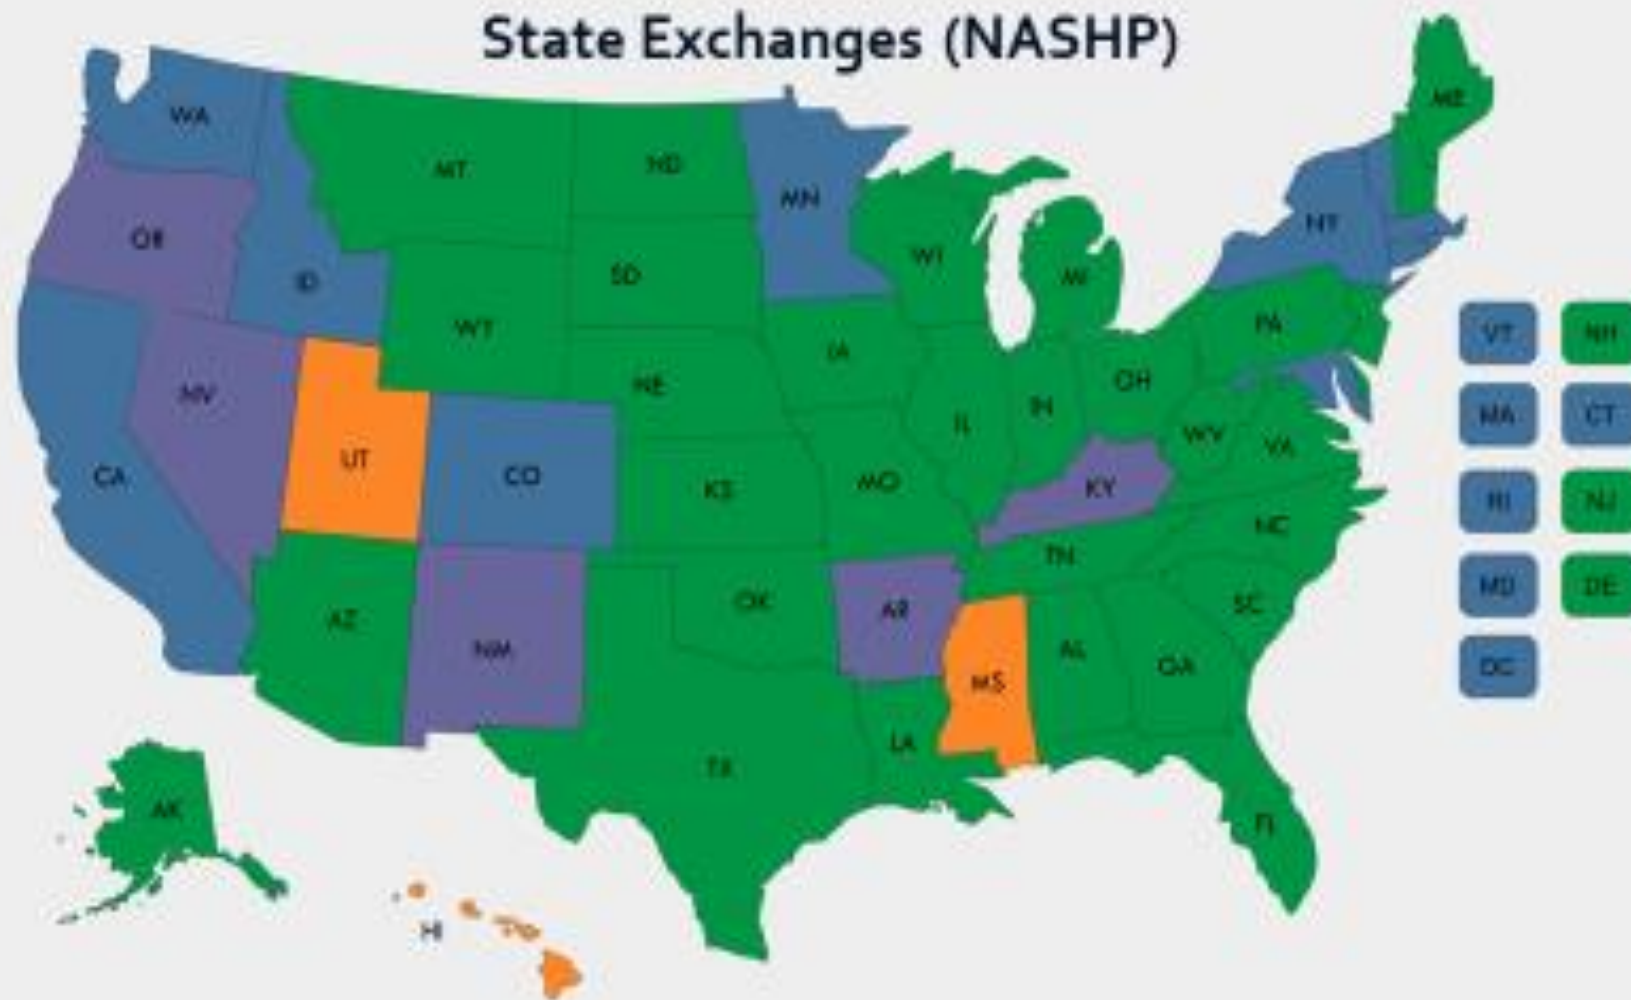 State Exchanges (NASHP)
ME
WA
MT
ND
MN
NY
OR
WI
ID
SD
MI
WY
PA
VT
NH
IA
NV
NE
OH
IN
MA
CT
IL
WV
VA
UT
CO
CA
KS
MO
KY
RI
NJ
NC
TN
MD
DE
AZ
OK
AR
SC
NM
AL
GA
DC
MS
LA
TX
AK
FL
HI